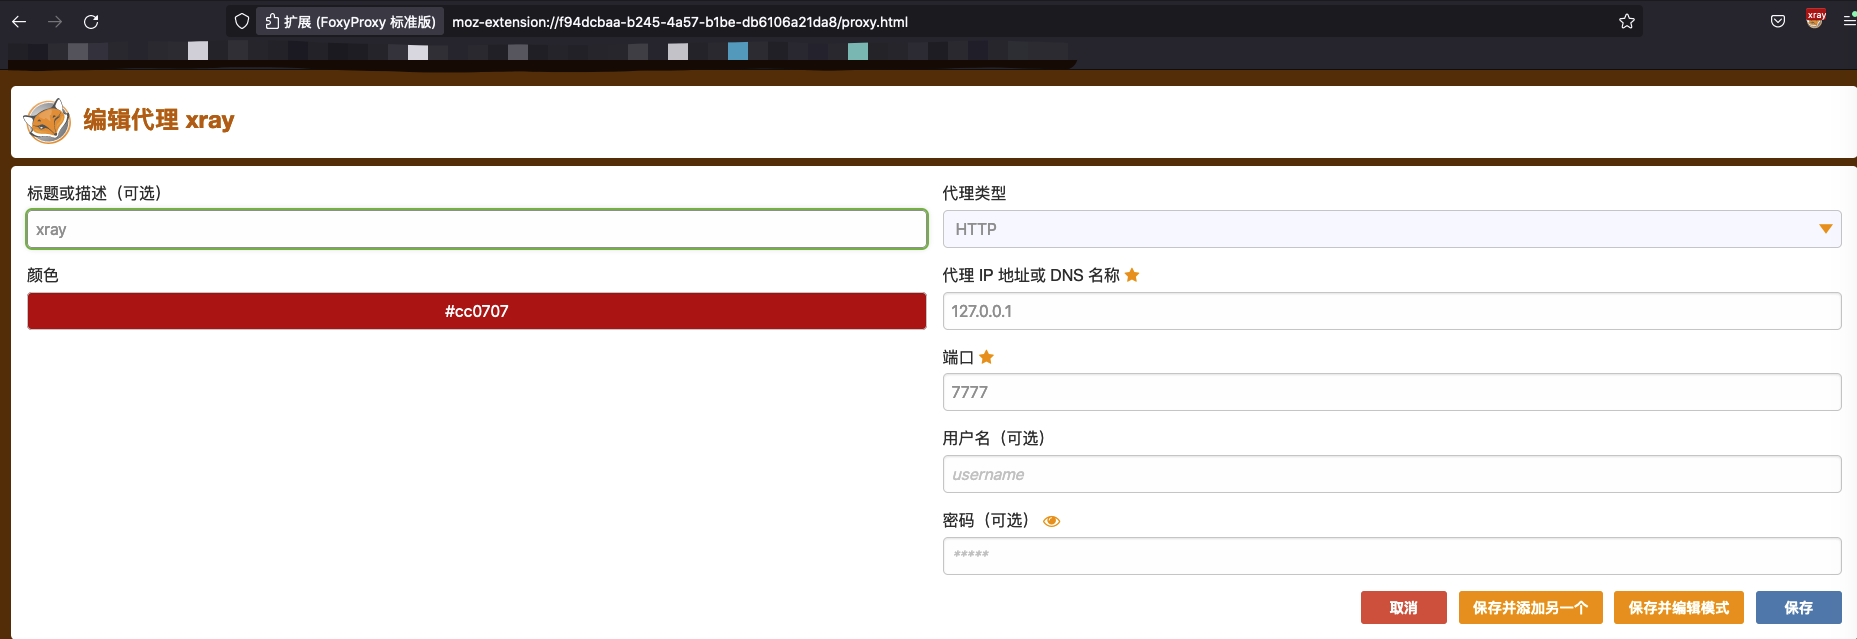 扩展 (FoxyProxy 标准版) moz-extension://f94dcbaa-b245-4a57-b1be-db6106a21da8/proxy.html
xray
编辑代理 xray
标题或描述（可选）
xray
颜色
#cc0707
代理类型
HTTP
代理 IP 地址或 DNS 名称
127.0.0.1
端口
7777
用户名（可选）
username
密码（可选）
*****
取消
保存并添加另一个
保存并编辑模式
保存